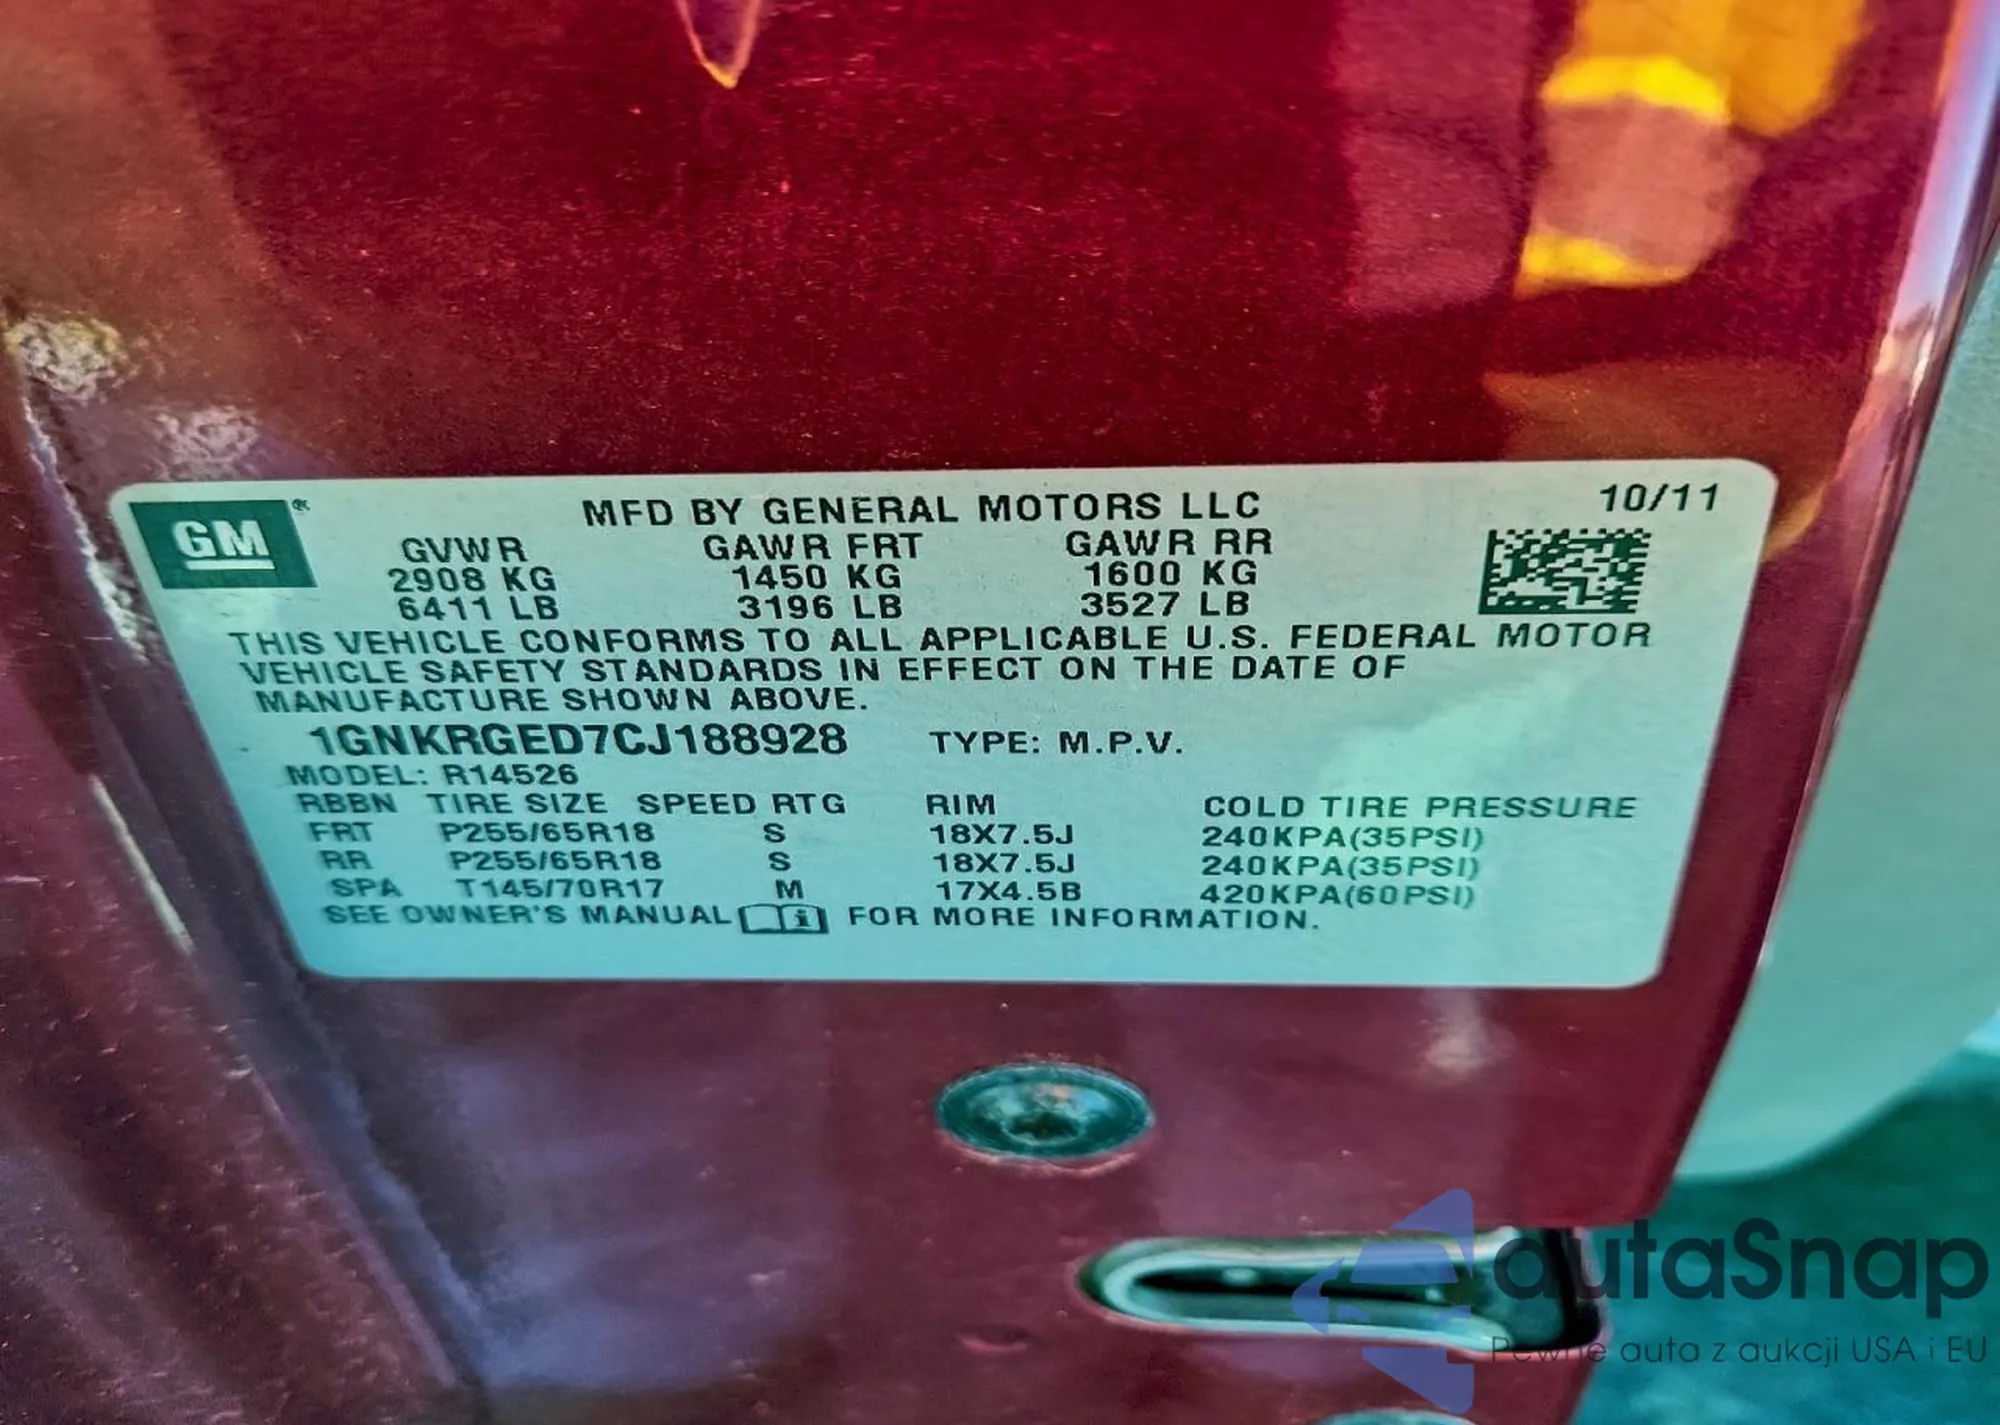 GM®
MFD BY GENERAL MOTORS LLC 10/11
GVWR GAWR FRT GAWR RR
2908 KG 1450 KG 1600 KG
6411 LB 3196 LB 3527 LB
THIS VEHICLE CONFORMS TO ALL APPLICABLE U.S. FEDERAL MOTOR
VEHICLE SAFETY STANDARDS IN EFFECT ON THE DATE OF
MANUFACTURE SHOWN ABOVE.
1GNKRGED7CJ188928 TYPE: M.P.V.
MODEL: R14526
RBBN TIRE SIZE SPEED RTG RIM COLD TIRE PRESSURE
FRT P255/65R18 S 18X7.5J 240KPA(35PSI)
RR P255/65R18 S 18X7.5J 240KPA(35PSI)
SPA T145/70R17 M 17X4.5B 420KPA(60PSI)
SEE OWNER'S MANUAL i FOR MORE INFORMATION.
autaSnap
Pewne auta z aukcji USA i EU